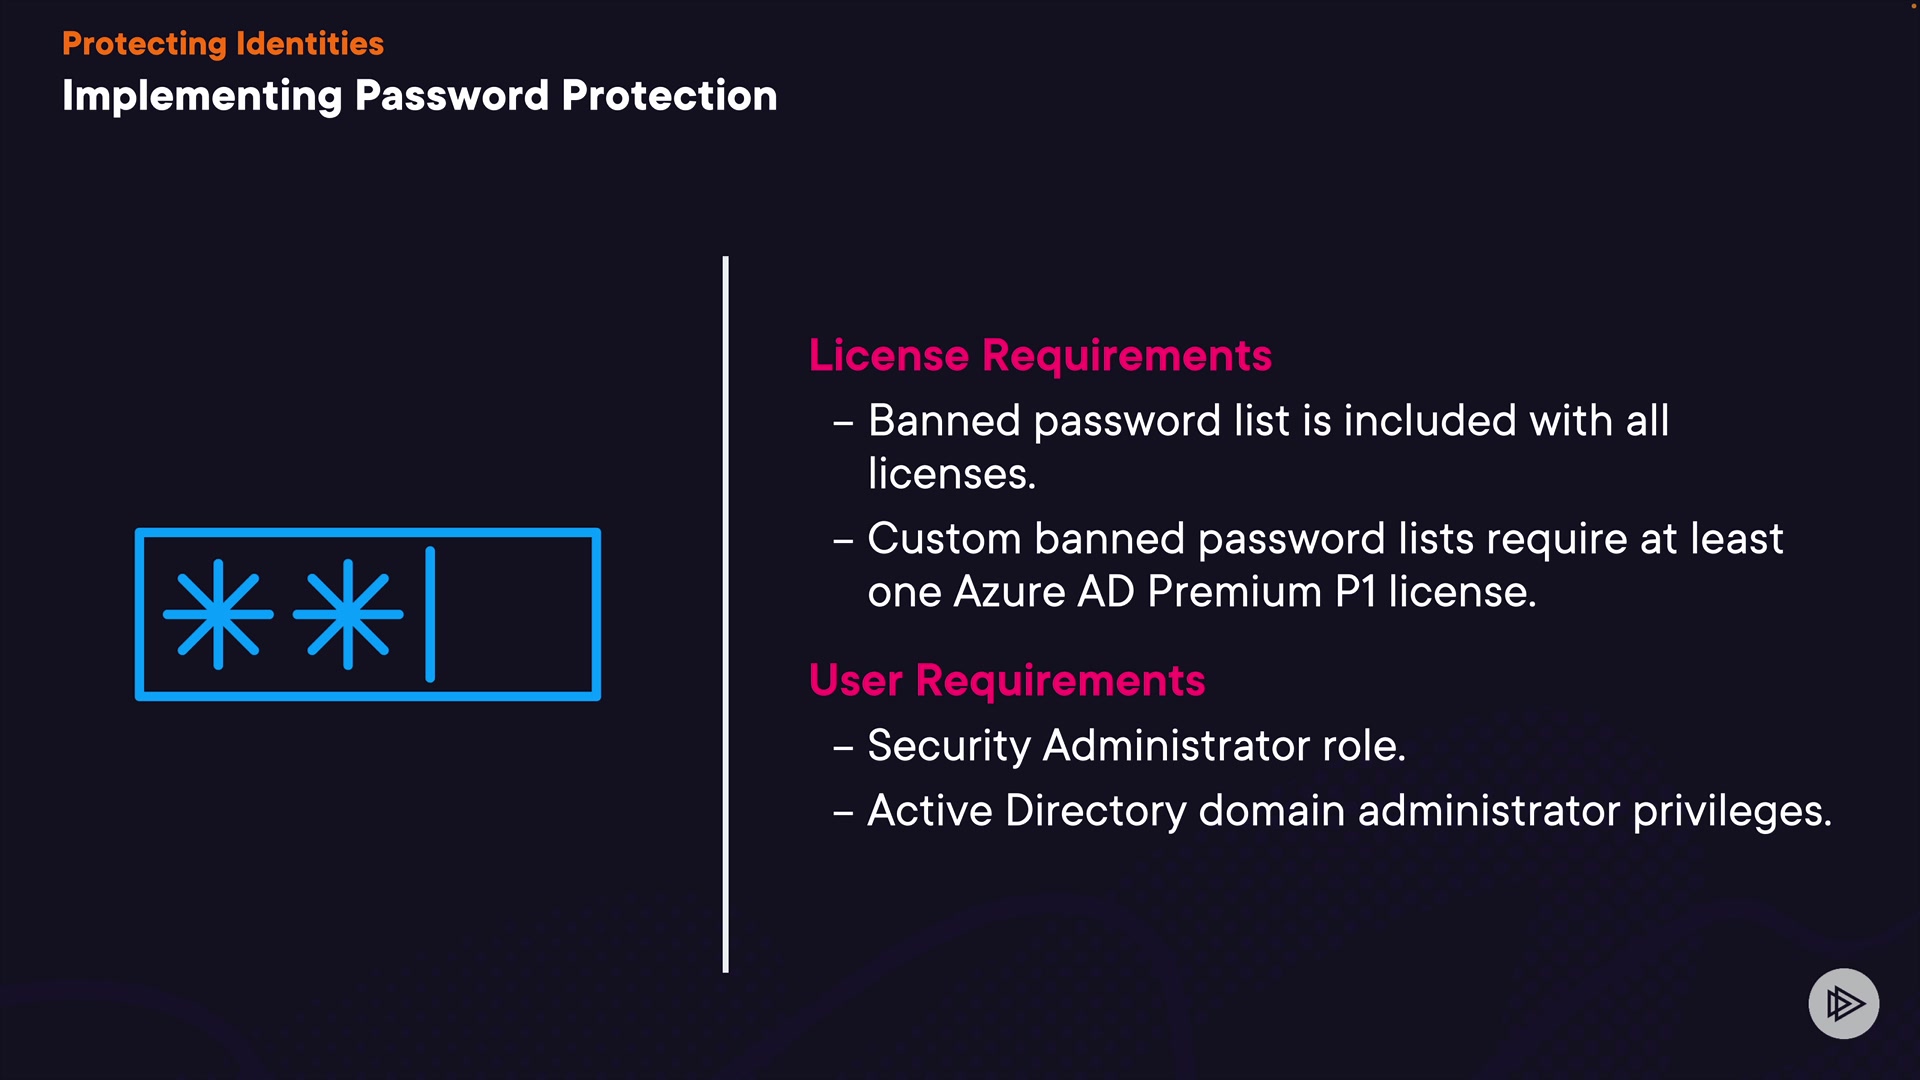 Protecting Identities
Implementing Password Protection
License Requirements
– Banned password list is included with all
licenses.
– Custom banned password lists require at least
one Azure AD Premium P1 license.
User Requirements
– Security Administrator role.
– Active Directory domain administrator privileges.